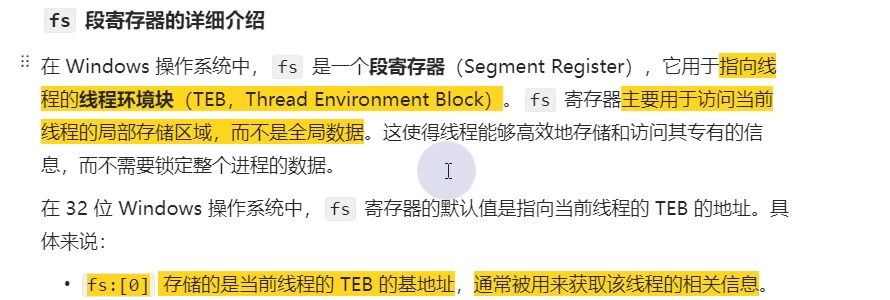 fs 段寄存器的详细介绍
在 Windows 操作系统中， fs 是一个段寄存器（Segment Register），它用于指向线
程的线程环境块（TEB，Thread Environment Block）。 fs 寄存器主要用于访问当前
线程的局部存储区域，而不是全局数据。这使得线程能够高效地存储和访问其专有的信
息，而不需要锁定整个进程的数据。
在 32 位 Windows 操作系统中， fs 寄存器的默认值是指向当前线程的 TEB 的地址。具
体来说：
• fs:[0] 存储的是当前线程的 TEB 的基地址，通常被用来获取该线程的相关信息。